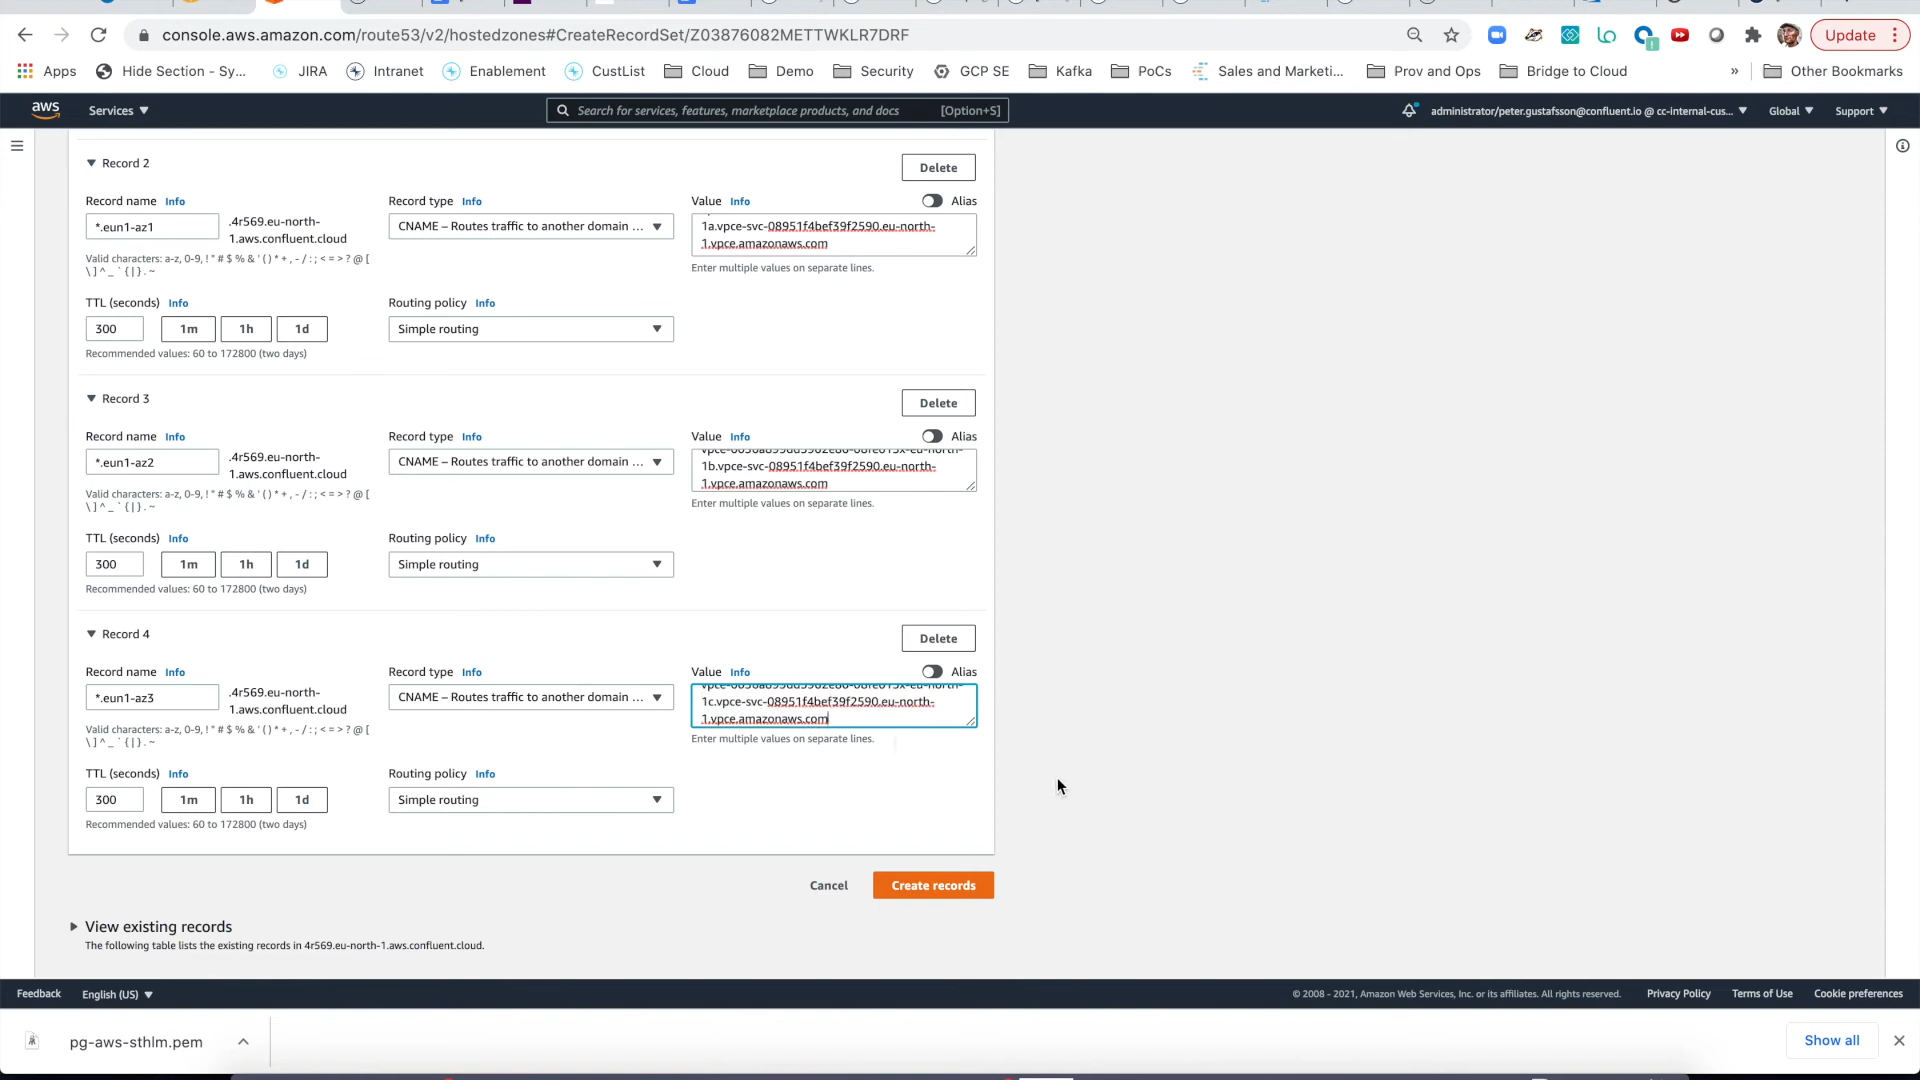 console.aws.amazon.com/route53/v2/hostedzones#CreateRecordSet/Z03876082METTWKLR7DRF
Update
Apps
Hide Section - Sy...
JIRA
Intranet
Enablement
CustList
Cloud
Demo
Security
GCP SE
Kafka
PoCs
Sales and Marketi...
Prov and Ops
Bridge to Cloud
»
Other Bookmarks
aws
Services
Search for services, features, marketplace products, and docs
[Option+S]
administrator/peter.gustafsson@confluent.io @ cc-internal-cus...
Global
Support
Record 2
Delete
Record name Info
Record type Info
Value Info
Alias
*.eun1-az1
.4r569.eu-north-
1.aws.confluent.cloud
CNAME – Routes traffic to another domain ...
1a.vpce-svc-08951f4bef39f2590.eu-north-
1.vpce.amazonaws.com
Valid characters: a-z, 0-9, ! " # $ % & ' ( ) * + , - / : ; < = > ? @ [
\ ] ^ _ ` { | } . ~
Enter multiple values on separate lines.
TTL (seconds) Info
Routing policy Info
300
1m
1h
1d
Simple routing
Recommended values: 60 to 172800 (two days)
Record 3
Delete
Record name Info
Record type Info
Value Info
Alias
*.eun1-az2
.4r569.eu-north-
1.aws.confluent.cloud
CNAME – Routes traffic to another domain ...
1b.vpce-svc-08951f4bef39f2590.eu-north-
1.vpce.amazonaws.com
Valid characters: a-z, 0-9, ! " # $ % & ' ( ) * + , - / : ; < = > ? @ [
\ ] ^ _ ` { | } . ~
Enter multiple values on separate lines.
TTL (seconds) Info
Routing policy Info
300
1m
1h
1d
Simple routing
Recommended values: 60 to 172800 (two days)
Record 4
Delete
Record name Info
Record type Info
Value Info
Alias
*.eun1-az3
.4r569.eu-north-
1.aws.confluent.cloud
CNAME – Routes traffic to another domain ...
1c.vpce-svc-08951f4bef39f2590.eu-north-
1.vpce.amazonaws.com
Valid characters: a-z, 0-9, ! " # $ % & ' ( ) * + , - / : ; < = > ? @ [
\ ] ^ _ ` { | } . ~
Enter multiple values on separate lines.
TTL (seconds) Info
Routing policy Info
300
1m
1h
1d
Simple routing
Recommended values: 60 to 172800 (two days)
Cancel
Create records
View existing records
The following table lists the existing records in 4r569.eu-north-1.aws.confluent.cloud.
Feedback
English (US)
© 2008 - 2021, Amazon Web Services, Inc. or its affiliates. All rights reserved.
Privacy Policy
Terms of Use
Cookie preferences
pg-aws-sthlm.pem
Show all